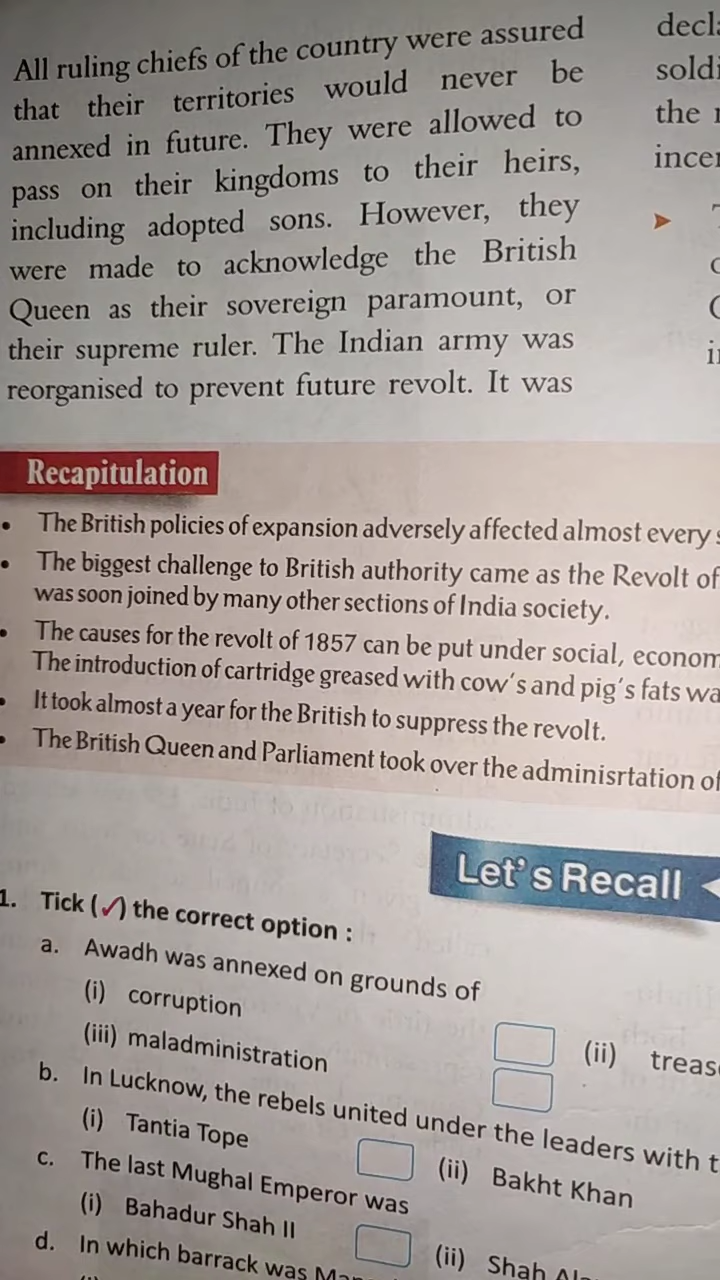 All ruling chiefs of the country were assured
that their territories would never be
annexed in future. They were allowed to
pass on their kingdoms to their heirs,
including adopted sons. However, they
were made to acknowledge the British
Queen as their sovereign paramount, or
their supreme ruler. The Indian army was
reorganised to prevent future revolt. It was
the
Recapitulation
• The British policies of expansion adversely affected almost every
• The biggest challenge to British authority came as the Revolt of
was soon joined by many other sections of India society.
• The causes for the revolt of 1857 can be put under social,
The introduction of cartridge greased with cow's and pig's fats
• It took almost a year for the British to suppress the revolt.
• The British Queen and Parliament took over the adminisrtation of
Let's Recall
1. Tick (✓) the correct option :
a. Awadh was annexed on grounds of
(i) corruption
(ii)
(iii) maladministration
b. In Lucknow, the rebels united under the leaders with
(i) Tantia Tope
(ii) Bakht Khan
c. The last Mughal Emperor was
(i) Bahadur Shah II
(ii) Shah
d. In which barrack was